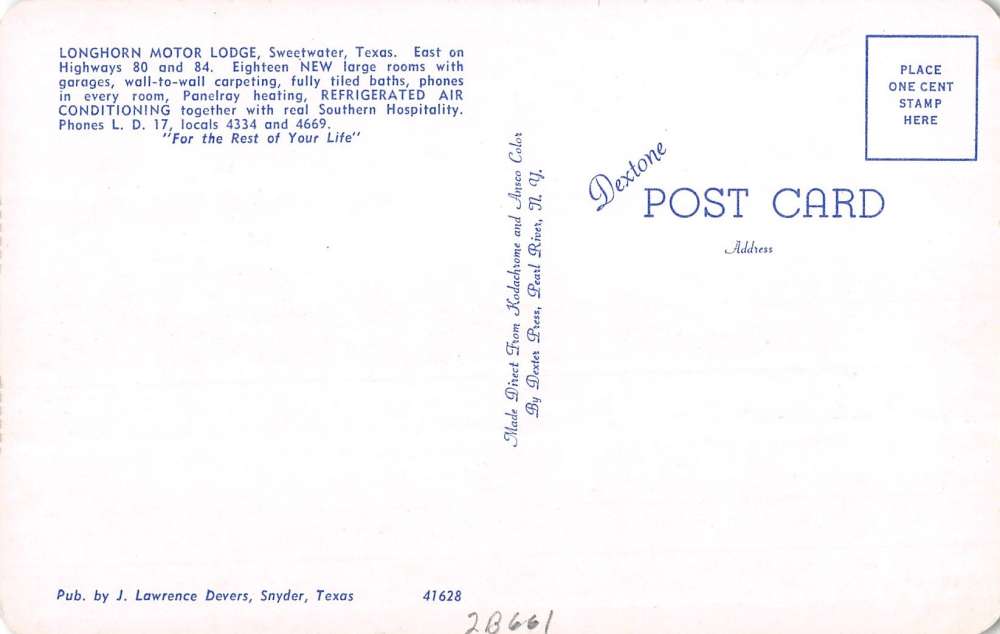 LONGHORN MOTOR LODGE, Sweetwater, Texas. East on
Highways 80 and 84. Eighteen NEW large rooms with
garages, wall-to-wall carpeting, fully tiled baths, phones
in every room, Panelray heating, REFRIGERATED AIR
CONDITIONING together with real Southern Hospitality.
Phones L. D. 17, locals 4334 and 4669.
"For the Rest of Your Life"
Pub. by J. Lawrence Devers, Snyder, Texas 41628
2B661
Made Direct From Kodachrome and Ansco Color
By Dexter Press, Pearl River, N. Y.
Dextone
POST CARD
Address
PLACE
ONE CENT
STAMP
HERE